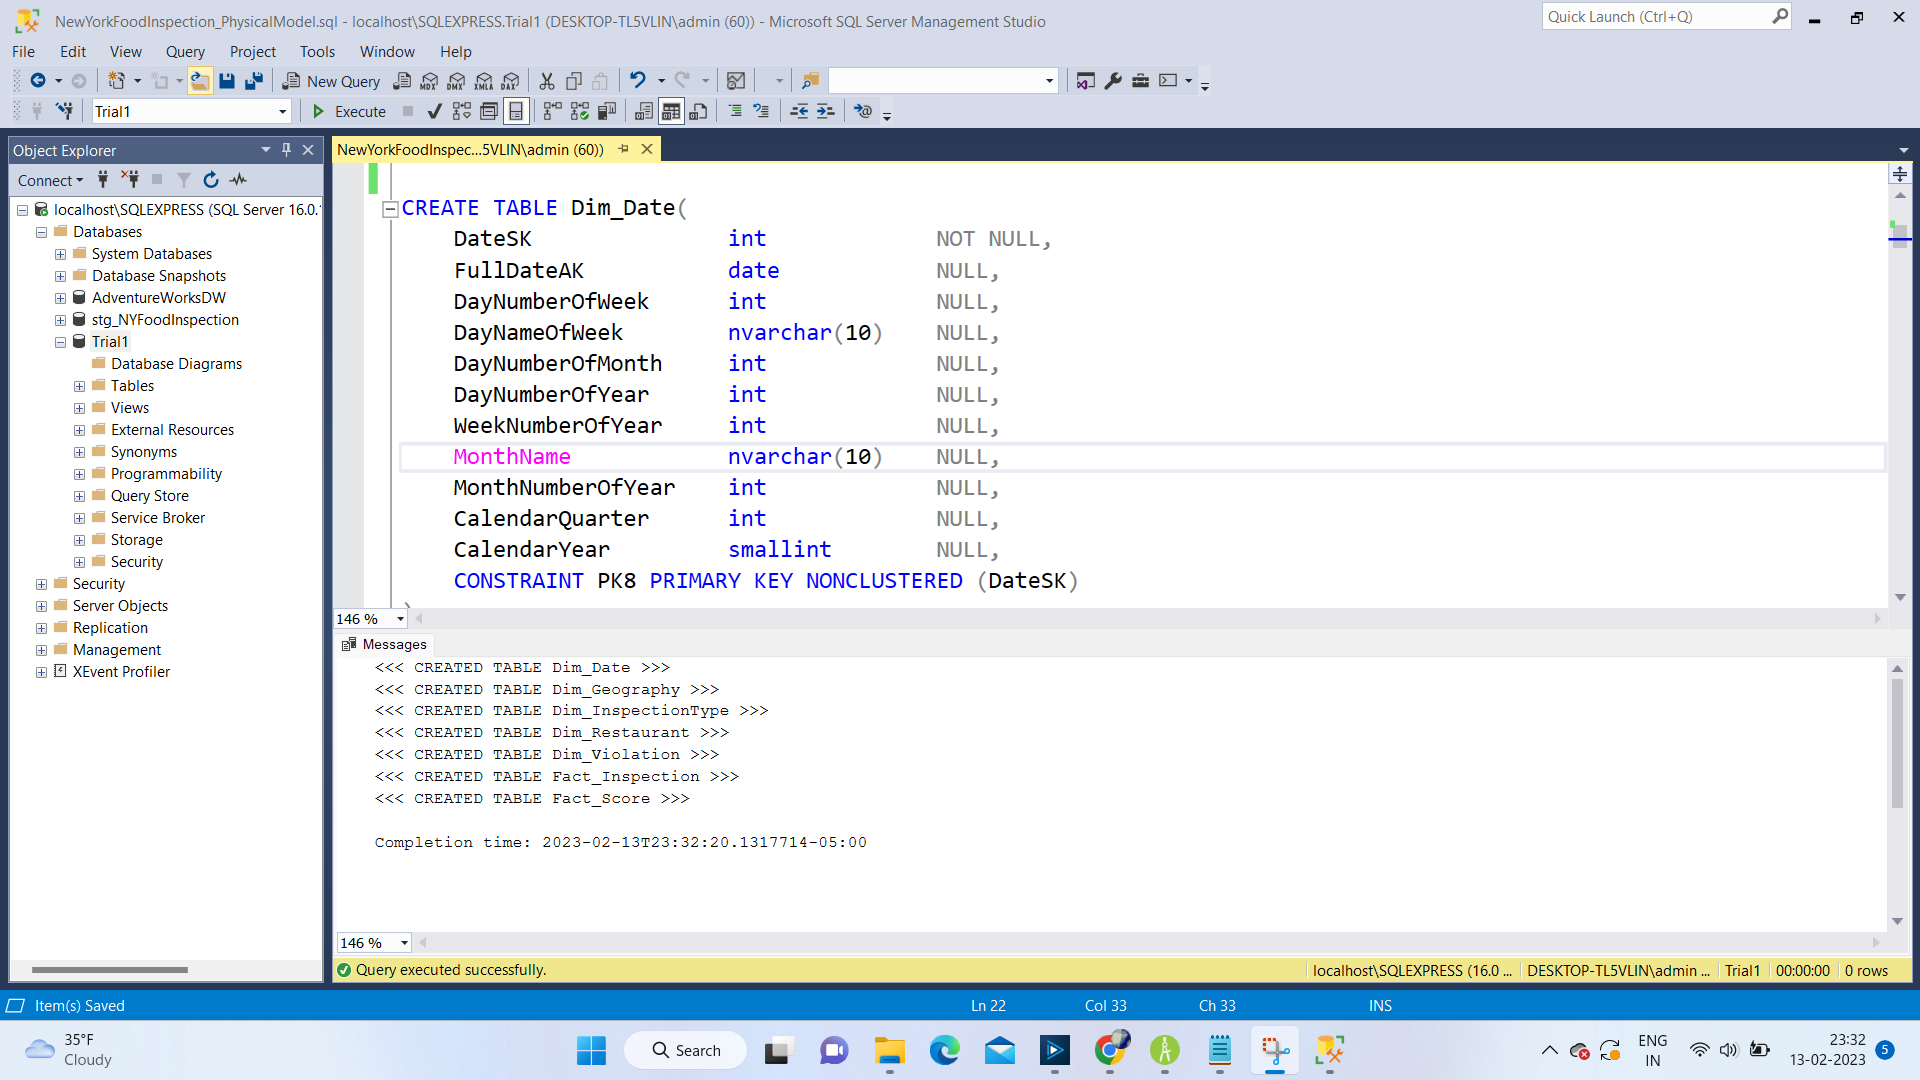 NewYorkFoodInspection_PhysicalModel.sql - localhost\SQLEXPRESS.Trial1 (DESKTOP-TL5VLIN\admin (60)) - Microsoft SQL Server Management Studio
Quick Launch (Ctrl+Q)
File Edit View Query Project Tools Window Help
New Query MDX DMX XMLA DAX
Trial1 Execute
Object Explorer
NewYorkFoodInspec...5VLIN\admin (60))
Connect
localhost\SQLEXPRESS (SQL Server 16.0.
Databases
System Databases
Database Snapshots
AdventureWorksDW
stg_NYFoodInspection
Trial1
Database Diagrams
Tables
Views
External Resources
Synonyms
Programmability
Query Store
Service Broker
Storage
Security
Security
Server Objects
Replication
Management
XEvent Profiler
CREATE TABLE Dim_Date(
DateSK int NOT NULL,
FullDateAK date NULL,
DayNumberOfWeek int NULL,
DayNameOfWeek nvarchar(10) NULL,
DayNumberOfMonth int NULL,
DayNumberOfYear int NULL,
WeekNumberOfYear int NULL,
MonthName nvarchar(10) NULL,
MonthNumberOfYear int NULL,
CalendarQuarter int NULL,
CalendarYear smallint NULL,
CONSTRAINT PK8 PRIMARY KEY NONCLUSTERED (DateSK)
)
146 %
Messages
<<< CREATED TABLE Dim_Date >>>
<<< CREATED TABLE Dim_Geography >>>
<<< CREATED TABLE Dim_InspectionType >>>
<<< CREATED TABLE Dim_Restaurant >>>
<<< CREATED TABLE Dim_Violation >>>
<<< CREATED TABLE Fact_Inspection >>>
<<< CREATED TABLE Fact_Score >>>
Completion time: 2023-02-13T23:32:20.1317714-05:00
146 %
Query executed successfully.
localhost\SQLEXPRESS (16.0 ... DESKTOP-TL5VLIN\admin ... Trial1 00:00:00 0 rows
Item(s) Saved Ln 22 Col 33 Ch 33 INS
35°F
Cloudy
Search
ENG
IN
23:32
13-02-2023
5